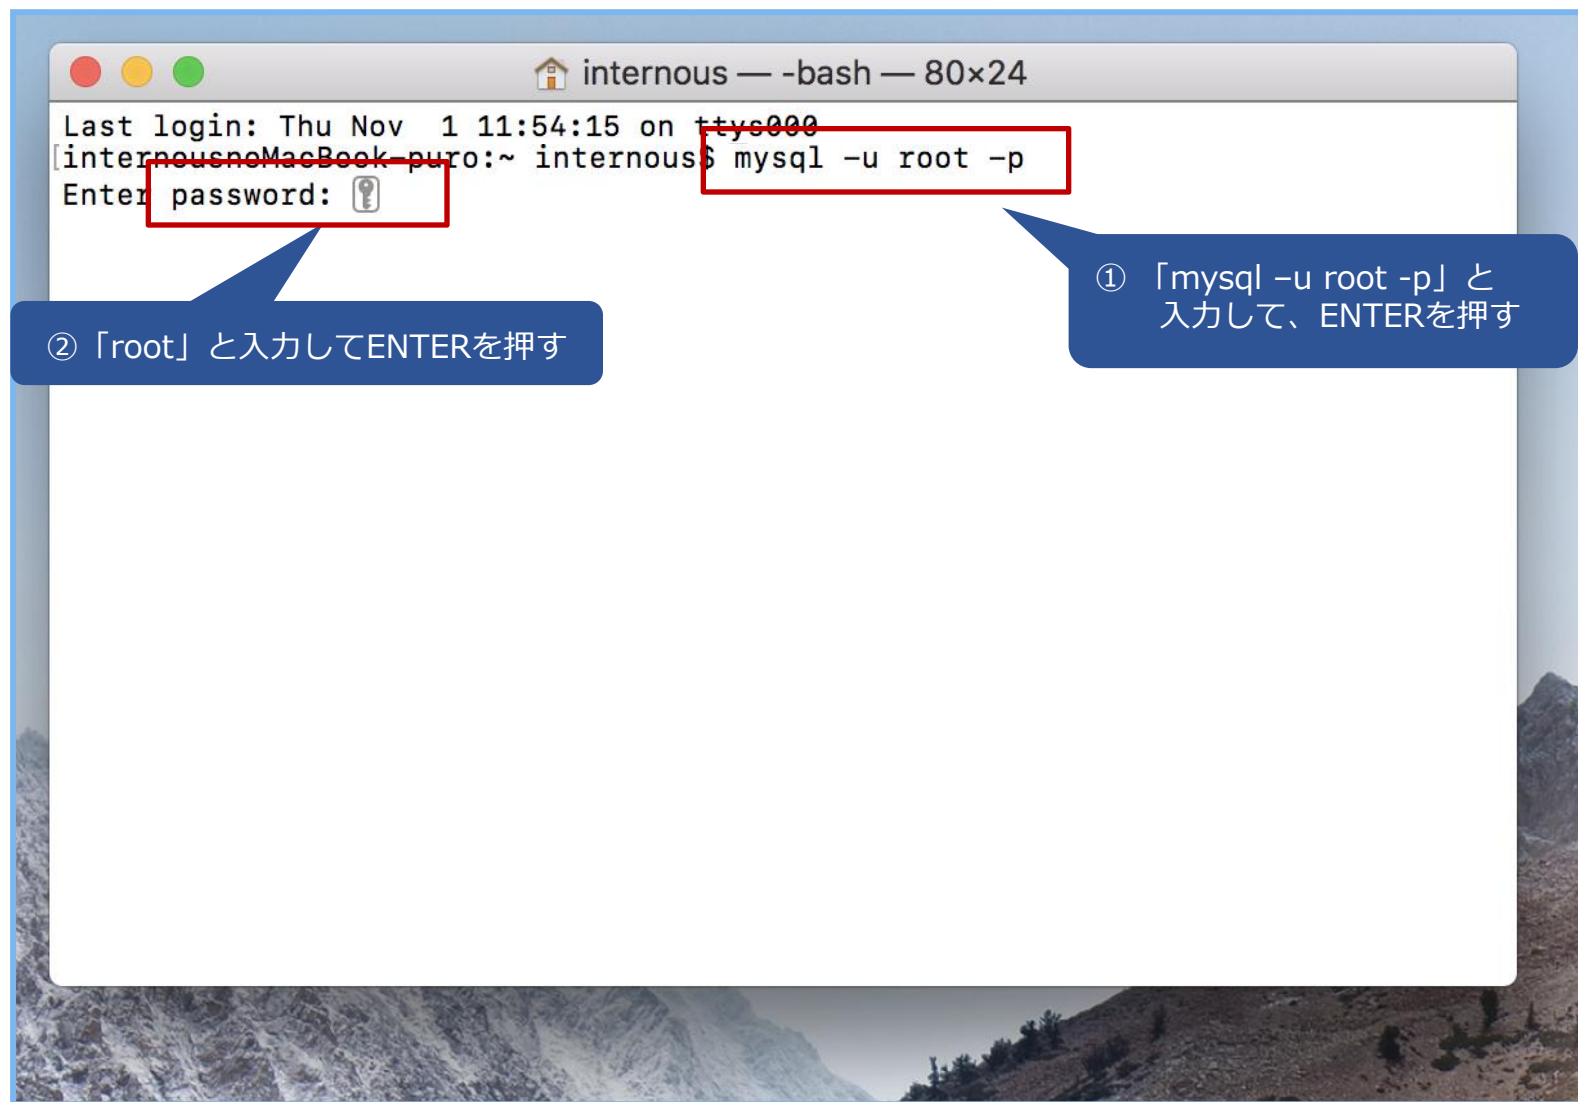 internous — -bash — 80×24
Last login: Thu Nov  1 11:54:15 on ttys000
[internousnoMacBook-puro:~ internous$ mysql -u root -p
Enter password:
① 「mysql –u root -p」と
入力して、ENTERを押す
②「root」と入力してENTERを押す